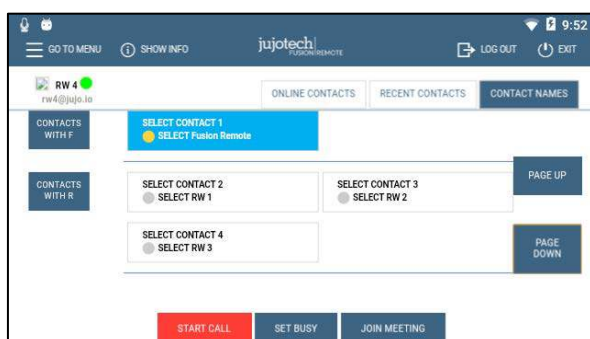 9:52
GO TO MENU
SHOW INFO
jujotech
FUSION REMOTE
LOG OUT
EXIT
RW 4
rw4@jujo.io
ONLINE CONTACTS
RECENT CONTACTS
CONTACT NAMES
CONTACTS
WITH F
SELECT CONTACT 1
SELECT Fusion Remote
CONTACTS
WITH R
SELECT CONTACT 2
SELECT RW 1
SELECT CONTACT 3
SELECT RW 2
PAGE UP
SELECT CONTACT 4
SELECT RW 3
PAGE
DOWN
START CALL
SET BUSY
JOIN MEETING